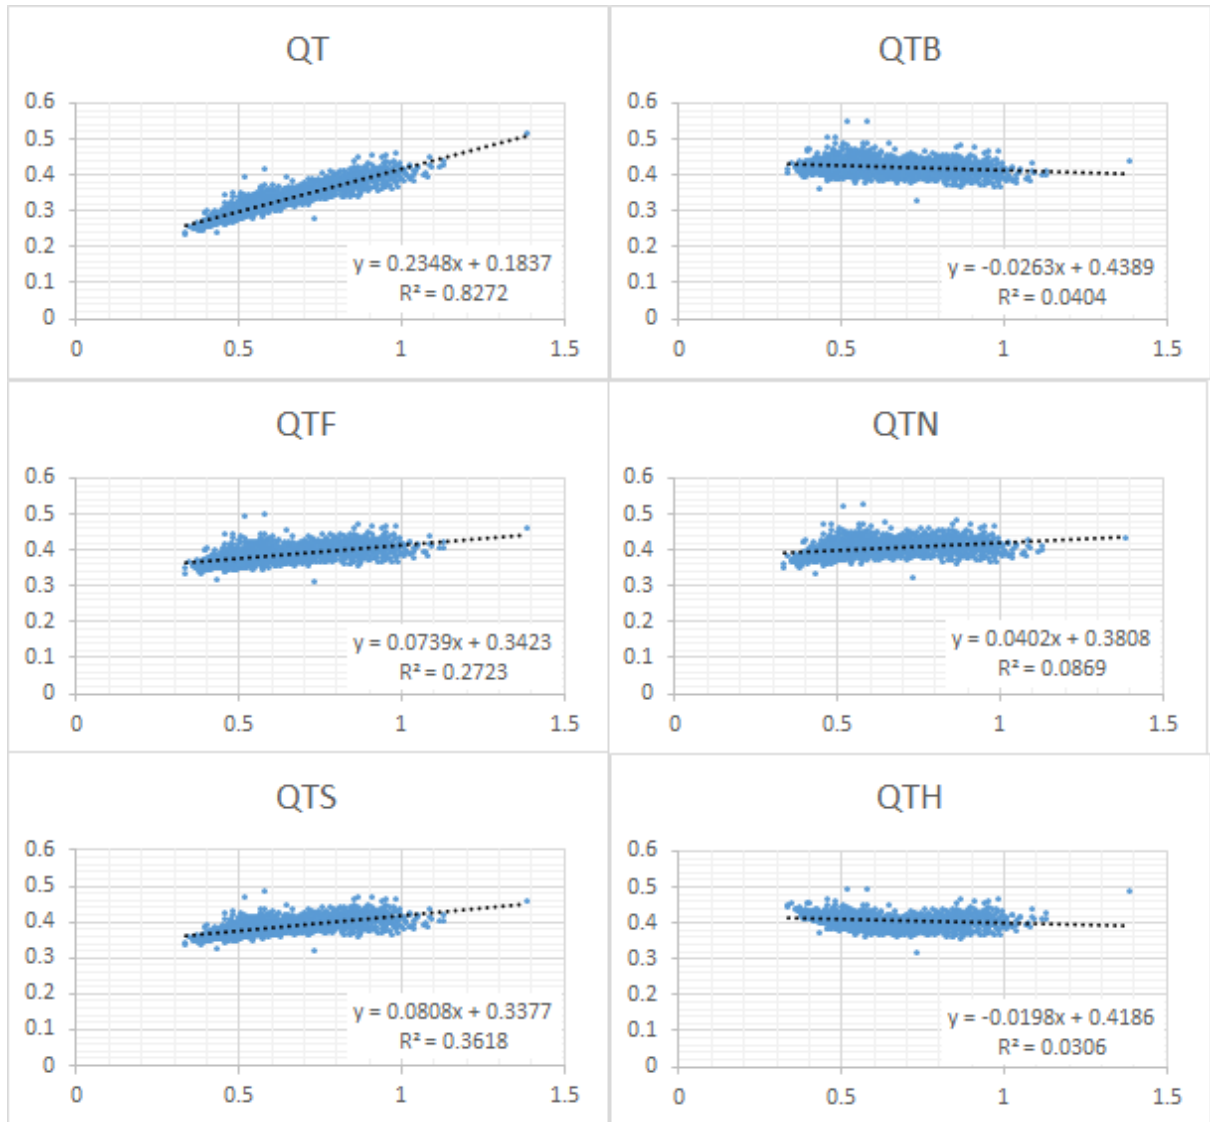 QT
0.6
0.5
0.4
0.3
0.2
0.1
0
y = 0.2348x + 0.1837
R² = 0.8272
0 0.5 1 1.5
QTB
0.6
0.5
0.4
0.3
0.2
0.1
0
y = -0.0263x + 0.4389
R² = 0.0404
0 0.5 1 1.5
QTF
0.6
0.5
0.4
0.3
0.2
0.1
0
y = 0.0739x + 0.3423
R² = 0.2723
0 0.5 1 1.5
QTN
0.6
0.5
0.4
0.3
0.2
0.1
0
y = 0.0402x + 0.3808
R² = 0.0869
0 0.5 1 1.5
QTS
0.6
0.5
0.4
0.3
0.2
0.1
0
y = 0.0808x + 0.3377
R² = 0.3618
0 0.5 1 1.5
QTH
0.6
0.5
0.4
0.3
0.2
0.1
0
y = -0.0198x + 0.4186
R² = 0.0306
0 0.5 1 1.5